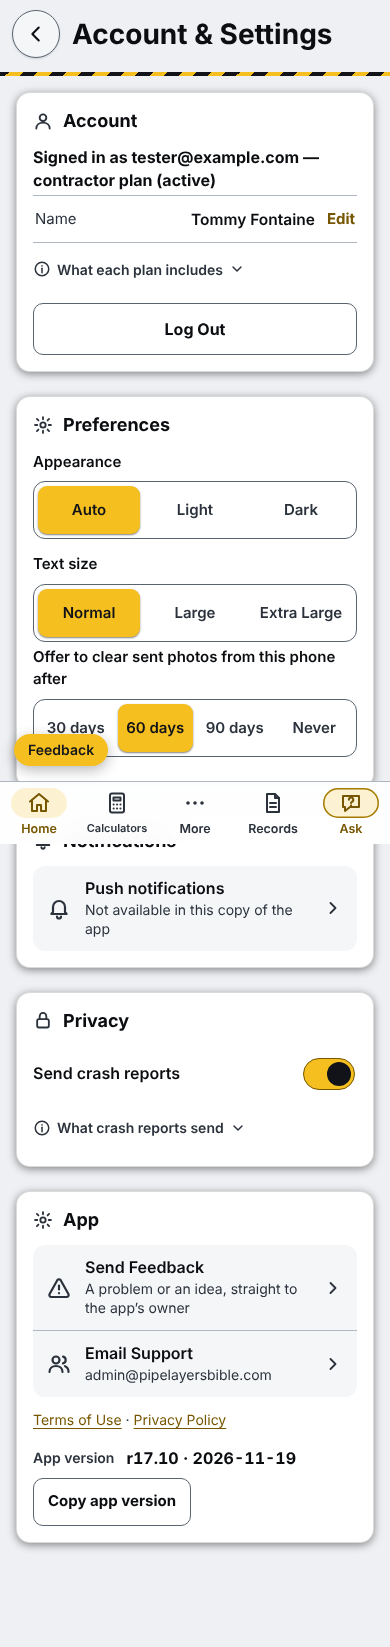 Account & Settings
Account
Signed in as tester@example.com —
contractor plan (active)
Name Tommy Fontaine Edit
What each plan includes
Log Out
Preferences
Appearance
Auto Light Dark
Text size
Normal Large Extra Large
Offer to clear sent photos from this phone
after
30 days 60 days 90 days Never
Feedback
Home Calculators More Records Ask
Notifications
Push notifications
Not available in this copy of the
app
Privacy
Send crash reports
What crash reports send
App
Send Feedback
A problem or an idea, straight to
the app’s owner
Email Support
admin@pipelayersbible.com
Terms of Use · Privacy Policy
App version r17.10 · 2026-11-19
Copy app version